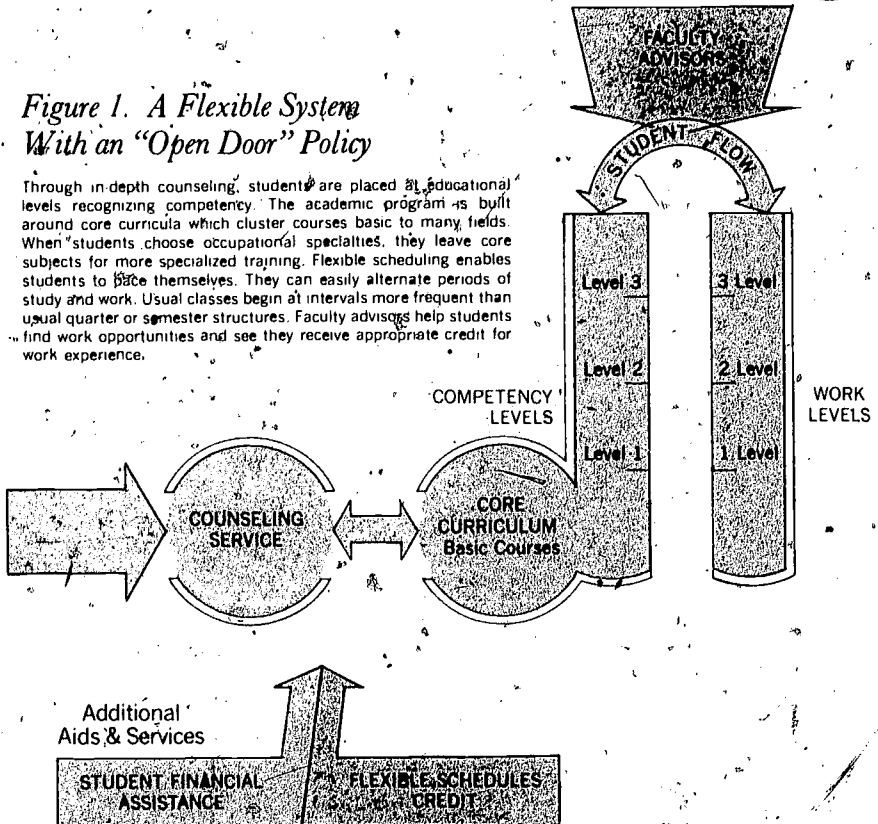 FACULTY
ADVISORS
STUDENT FLOW
Figure 1. A Flexible System
With an "Open Door" Policy
Through in-depth counseling, students are placed at educational
levels recognizing competency. The academic program is built
around core curricula which cluster courses basic to many fields.
When students choose occupational specialties, they leave core
subjects for more specialized training. Flexible scheduling enables
students to pace themselves. They can easily alternate periods of
study and work. Usual classes begin at intervals more frequent than
usual quarter or semester structures. Faculty advisors help students
find work opportunities and see they receive appropriate credit for
work experience.
Level 3
3 Level
Level 2
2 Level
COMPETENCY
LEVELS
WORK
LEVELS
Level 1
1 Level
COUNSELING
SERVICE
CORE
CURRICULUM
Basic Courses
Additional
Aids & Services
STUDENT FINANCIAL
ASSISTANCE
FLEXIBLE SCHEDULES
CREDIT